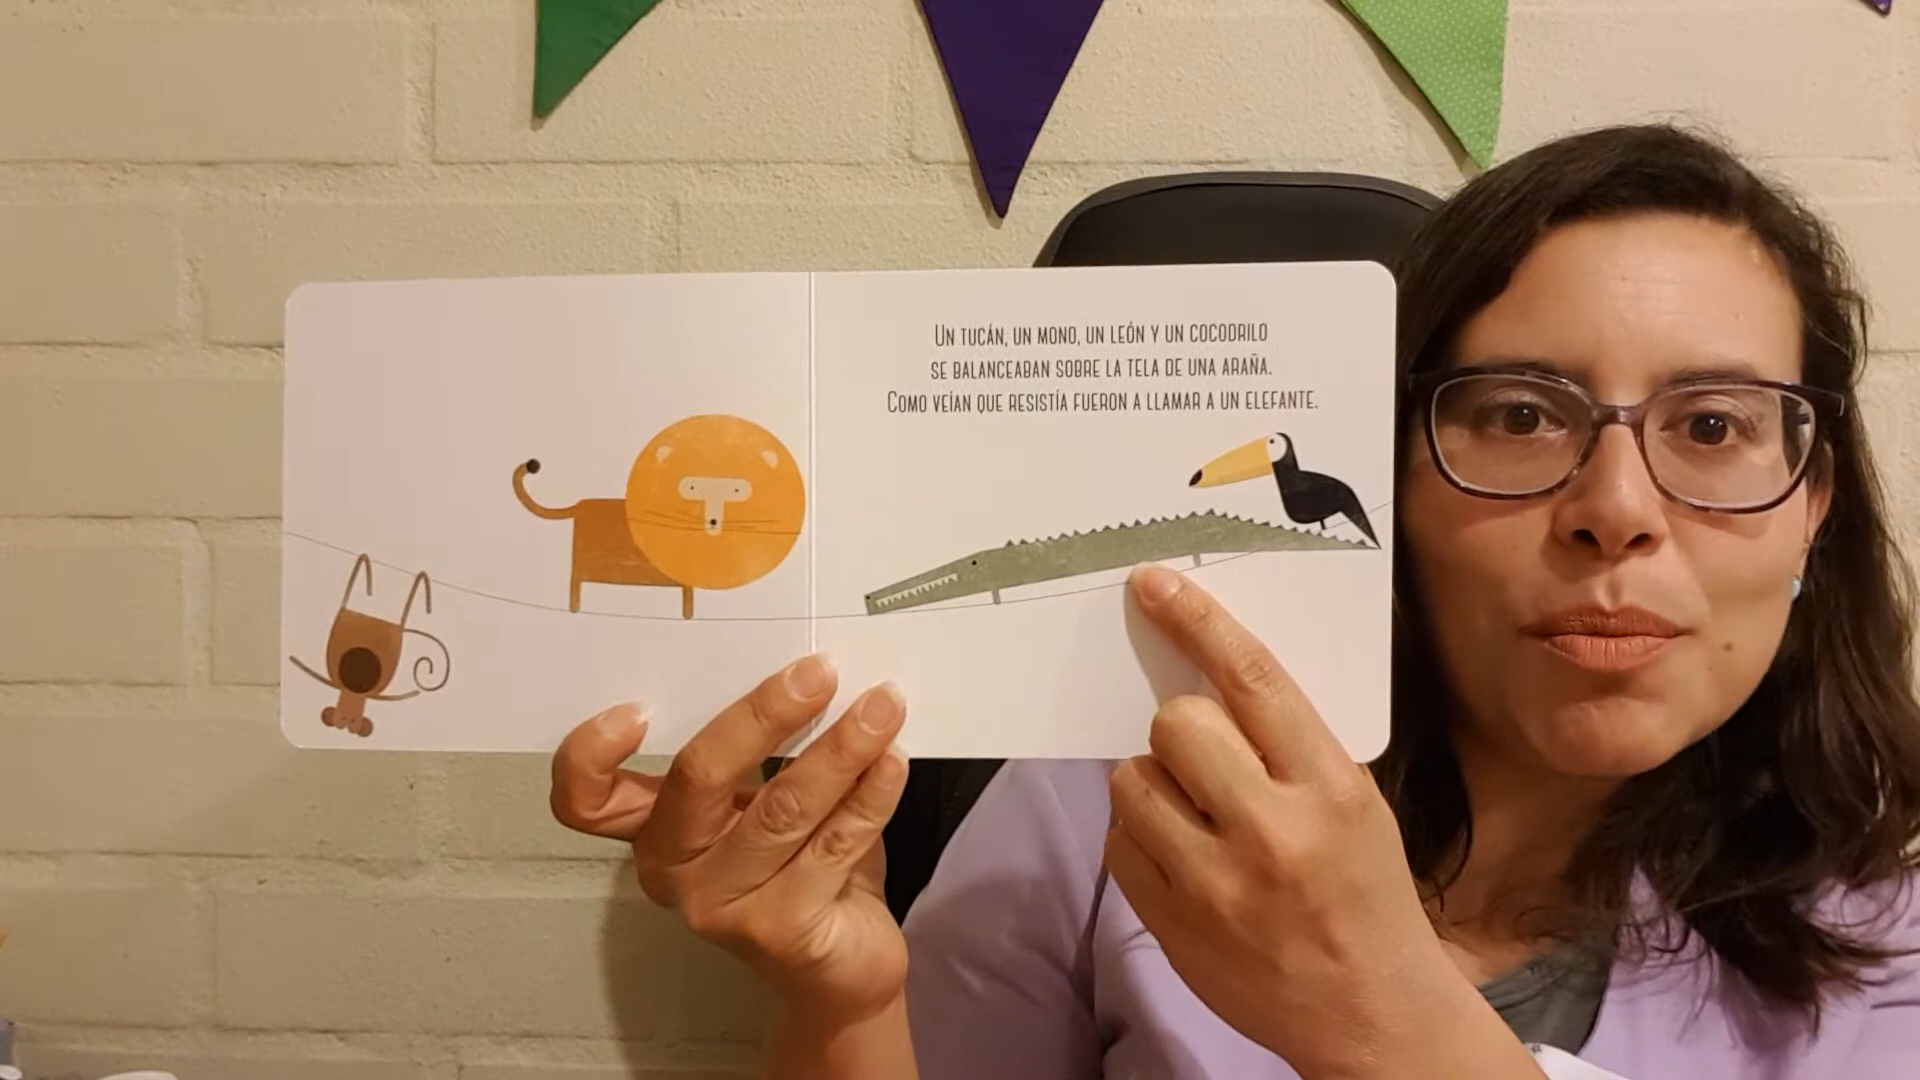 Un tucán, un mono, un león y un cocodrilo
se balanceaban sobre la tela de una araña.
Como veían que resistía fueron a llamar a un elefante.